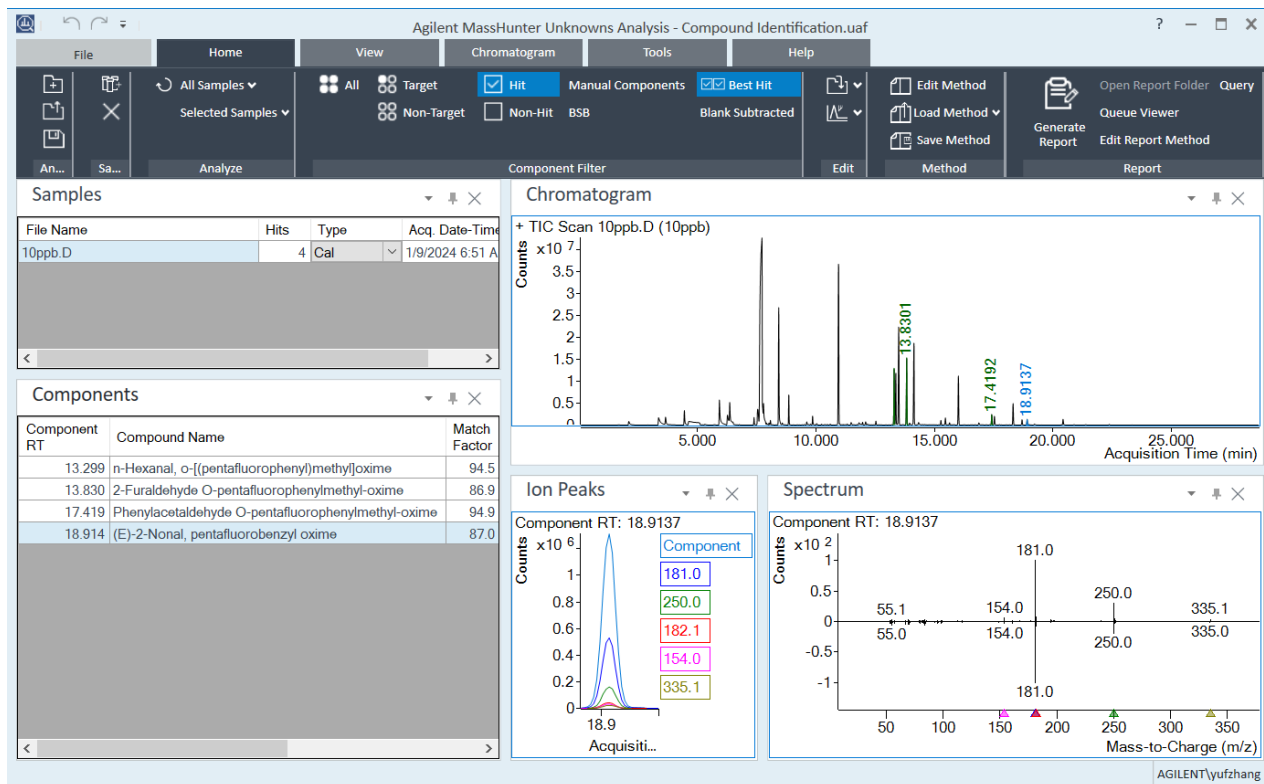 Agilent MassHunter Unknowns Analysis - Compound Identification.uaf
?
File Home View Chromatogram Tools Help
All Samples
Selected Samples
All
Target
Non-Target
Hit
Non-Hit
Manual Components
BSB
Best Hit
Blank Subtracted
Edit Method
Load Method
Save Method
Generate
Report
Open Report Folder
Query
Queue Viewer
Edit Report Method
An... Sa... Analyze Component Filter Edit Method Report
Samples
File Name Hits Type Acq. Date-Time
10ppb.D 4 Cal 1/9/2024 6:51 A
Components
Component
RT
Compound Name
Match
Factor
13.299 n-Hexanal, o-[(pentafluorophenyl)methyl]oxime 94.5
13.830 2-Furaldehyde O-pentafluorophenylmethyl-oxime 86.9
17.419 Phenylacetaldehyde O-pentafluorophenylmethyl-oxime 94.9
18.914 (E)-2-Nonal, pentafluorobenzyl oxime 87.0
Chromatogram
+ TIC Scan 10ppb.D (10ppb)
Counts
x10 7
3.5
3
2.5
2
1.5
1
0.5
0
13.8301
17.4192
18.9137
5.000 10.000 15.000 20.000 25.000
Acquisition Time (min)
Ion Peaks
Component RT: 18.9137
Counts
x10 6
1
0.8
0.6
0.4
0.2
0
Component
181.0
250.0
182.1
154.0
335.1
18.9
Acquisiti...
Spectrum
Component RT: 18.9137
Counts
x10 2
1
0.5
0
-0.5
-1
55.1 154.0 181.0 250.0 335.1
55.0 154.0 181.0 250.0 335.0
50 100 150 200 250 300 350
Mass-to-Charge (m/z)
AGILENT\yufzhang